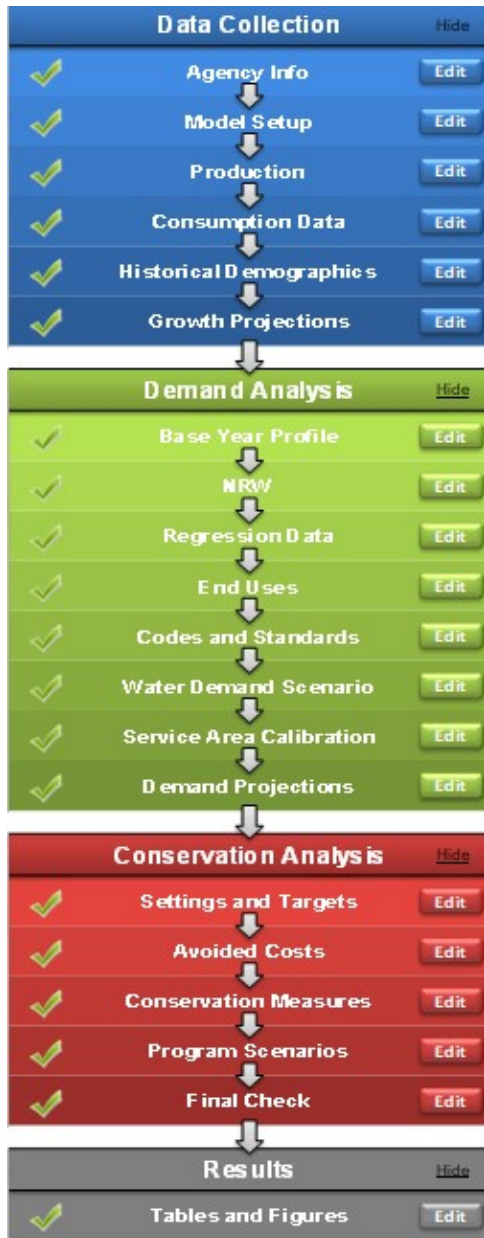 Data Collection Hide
Agency Info Edit
Model Setup Edit
Production Edit
Consumption Data Edit
Historical Demographics Edit
Growth Projections Edit
Demand Analysis Hide
Base Year Profile Edit
NRW Edit
Regression Data Edit
End Uses Edit
Codes and Standards Edit
Water Demand Scenario Edit
Service Area Calibration Edit
Demand Projections Edit
Conservation Analysis Hide
Settings and Targets Edit
Avoided Costs Edit
Conservation Measures Edit
Program Scenarios Edit
Final Check Edit
Results Hide
Tables and Figures Edit